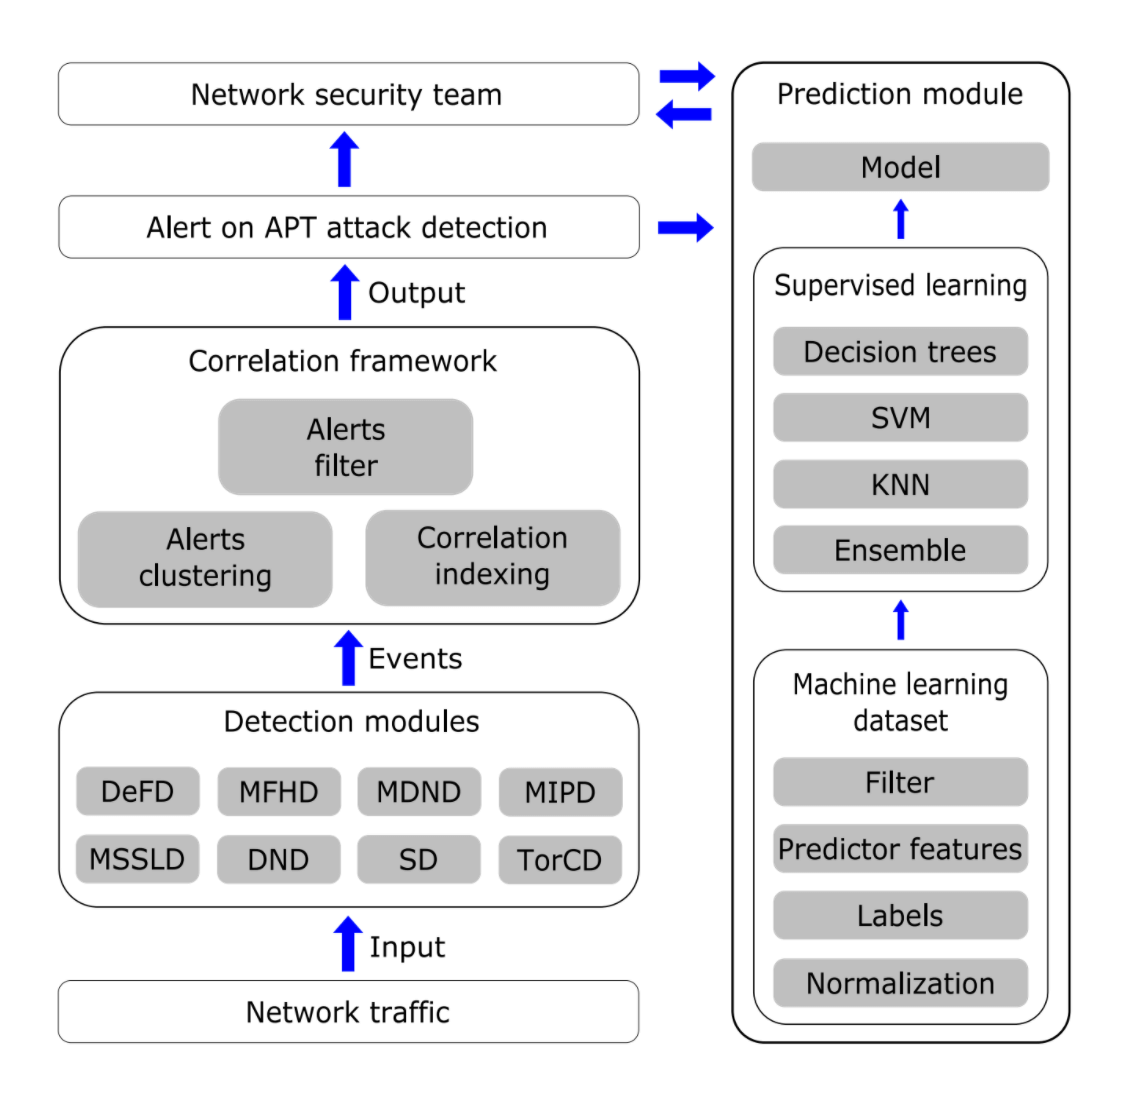 Network security team
Alert on APT attack detection
Output
Correlation framework
Alerts
filter
Alerts
clustering
Correlation
indexing
Events
Detection modules
DeFD
MFHD
MDND
MIPD
MSSLD
DND
SD
TorCD
Input
Network traffic
Prediction module
Model
Supervised learning
Decision trees
SVM
KNN
Ensemble
Machine learning
dataset
Filter
Predictor features
Labels
Normalization